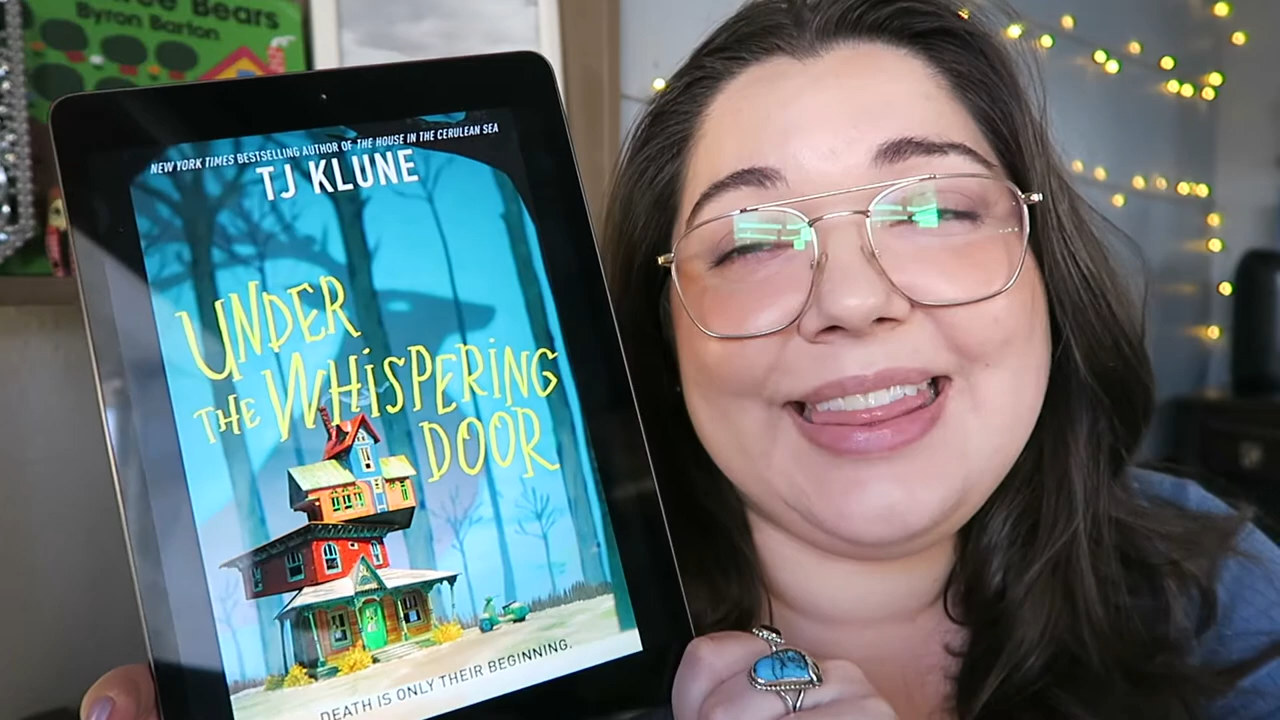 Bears
Byron Barton
NEW YORK TIMES BESTSELLING AUTHOR OF THE HOUSE IN THE CERULEAN SEA
TJ KLUNE
UNDER
THE WHISPERING
DOOR
DEATH IS ONLY THEIR BEGINNING.